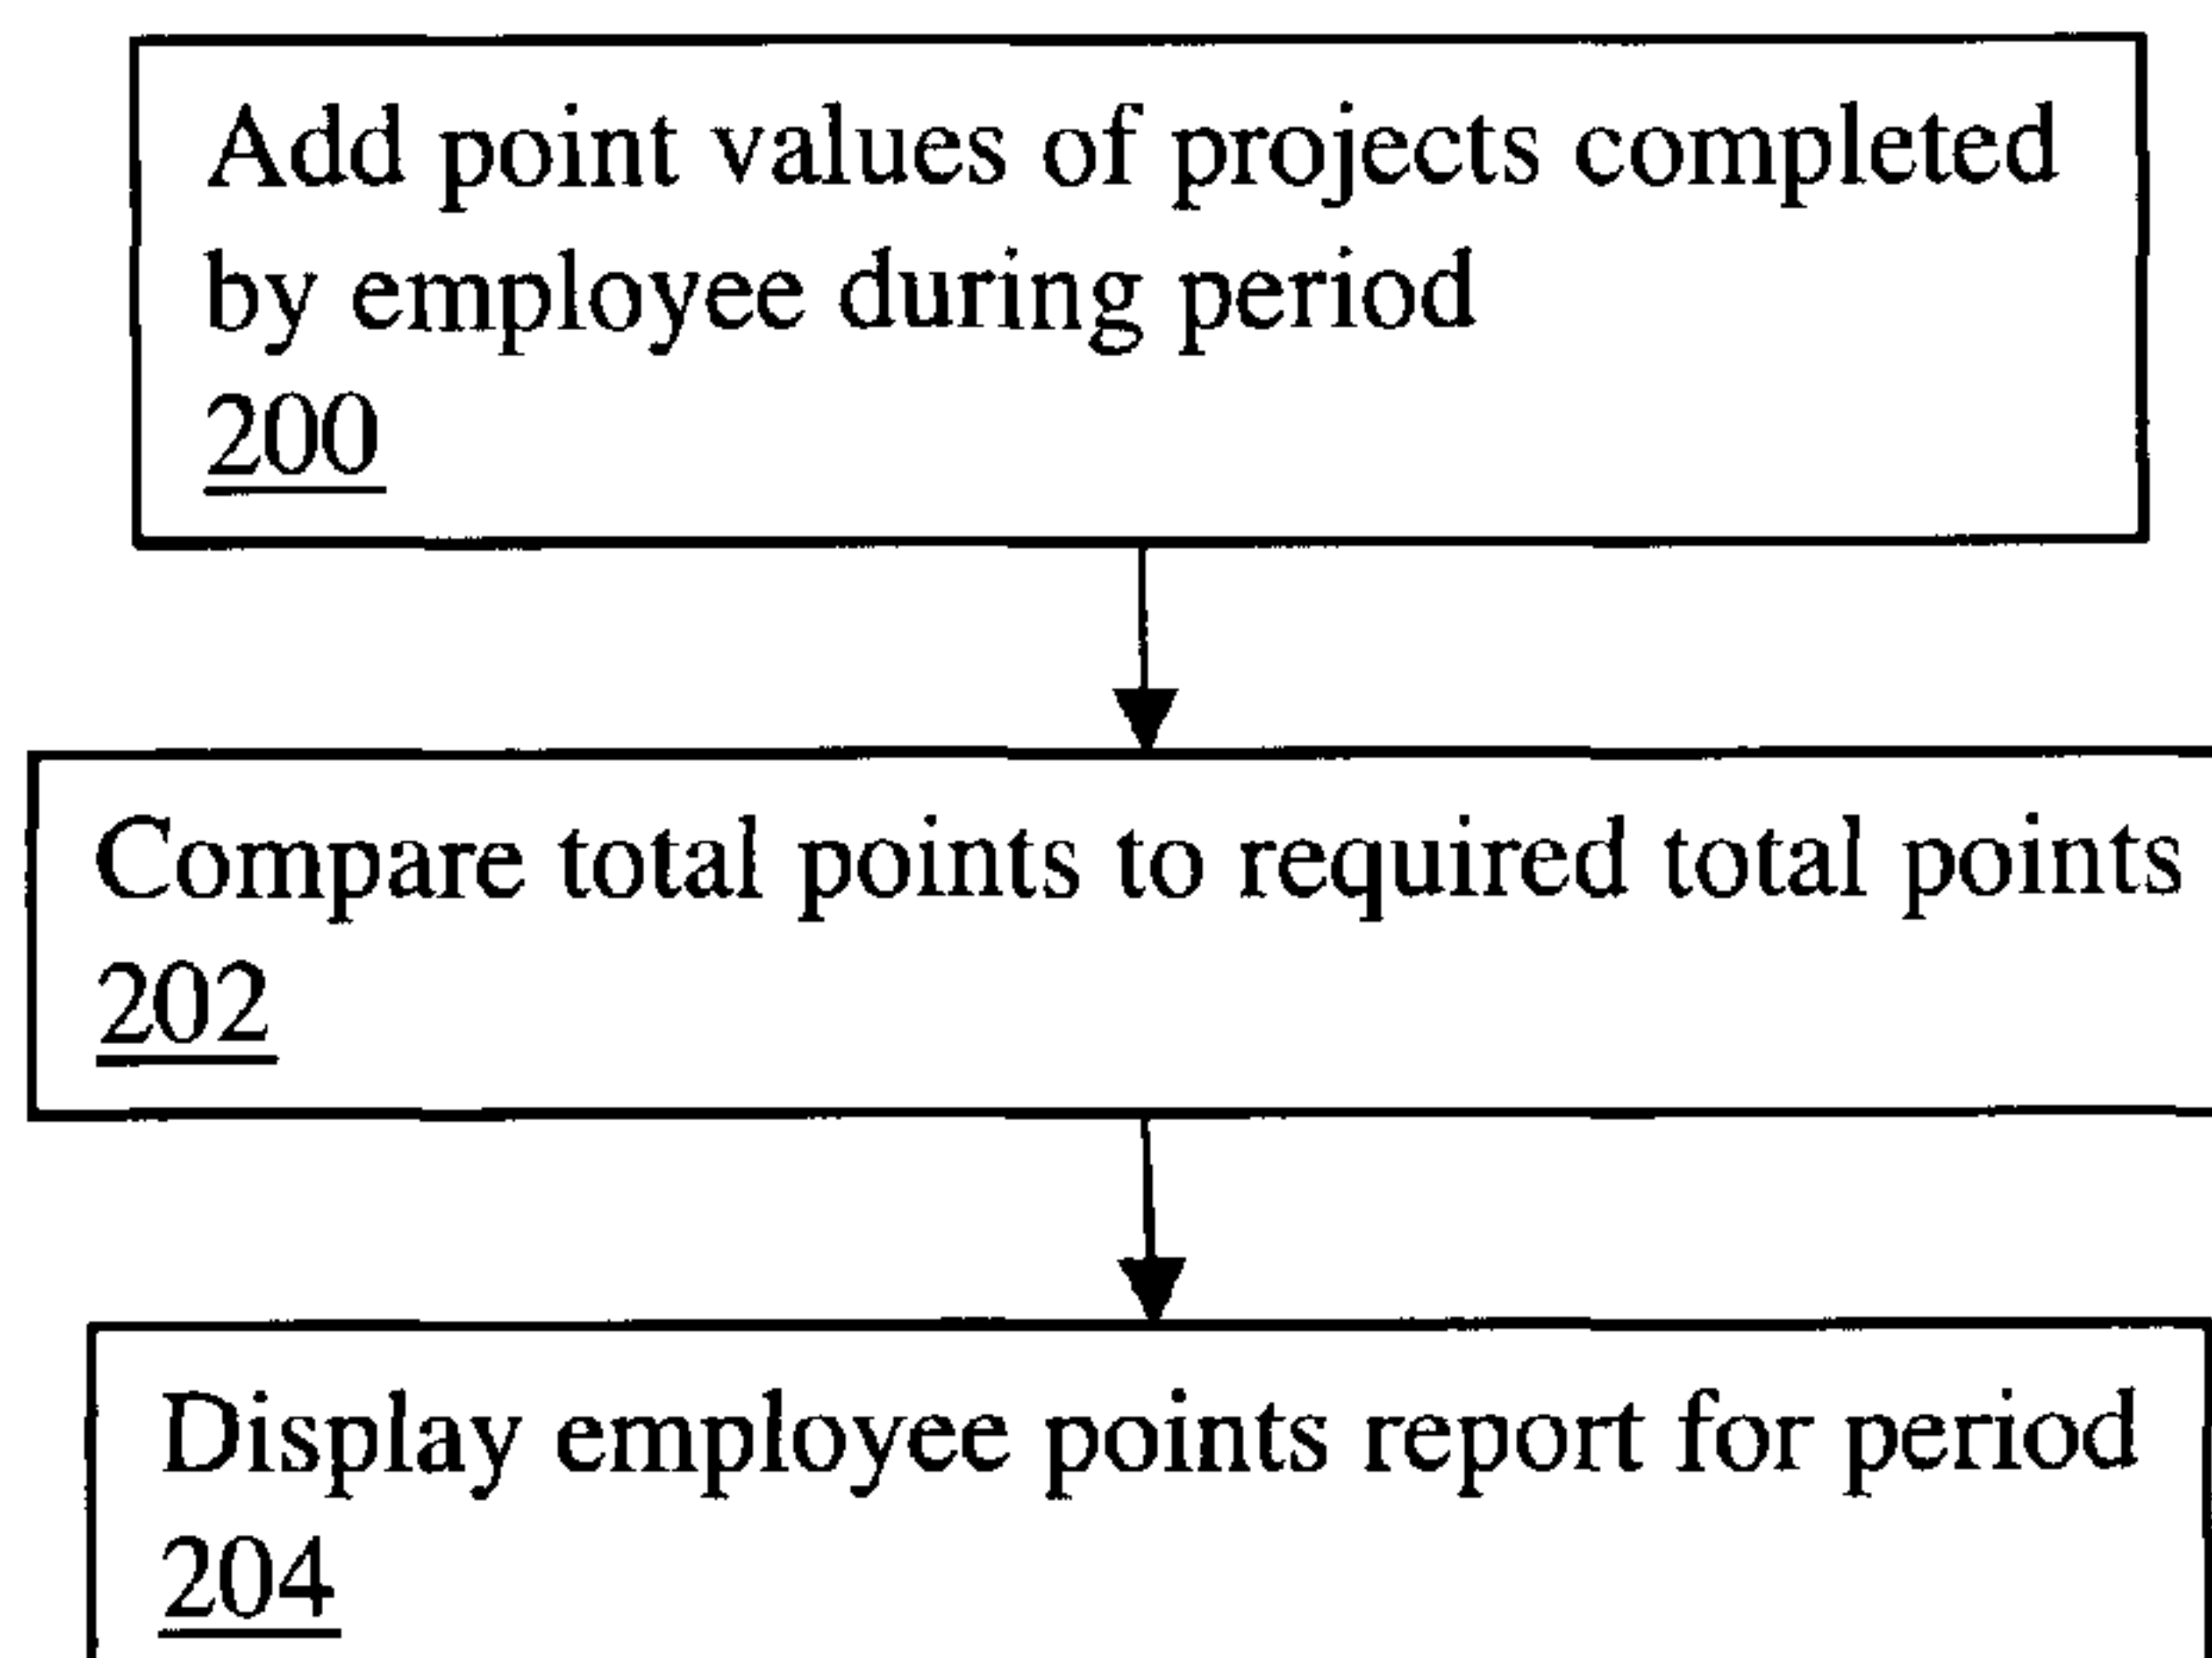 Add point values of projects completed
by employee during period
200
Compare total points to required total points
202
Display employee points report for period
204